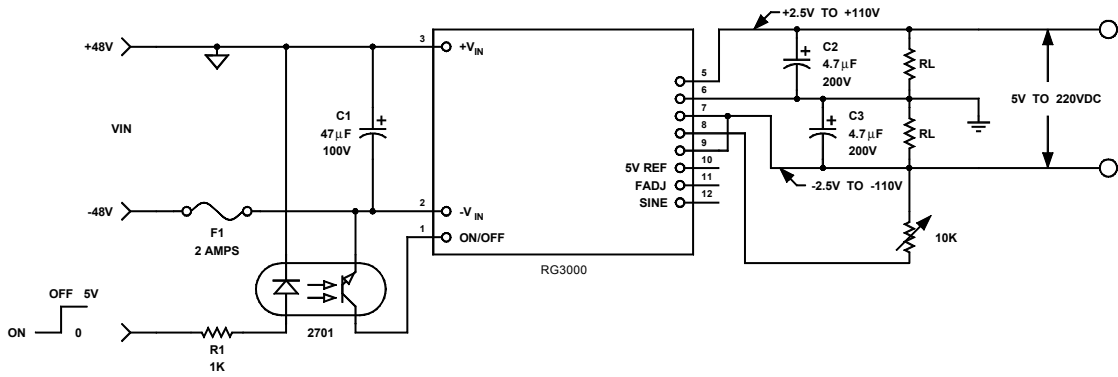 +2.5V TO +110V
+48V
3
+V IN
C2
4.7µF
200V
RL
5
6
7
8
9
10
11
12
VIN
C1
47µF
100V
5V TO 220VDC
C3
4.7µF
200V
RL
5V REF
FADJ
SINE
-2.5V TO -110V
-48V
F1
2 AMPS
2
-V IN
1
ON/OFF
10K
RG3000
OFF 5V
ON
0
2701
R1
1K